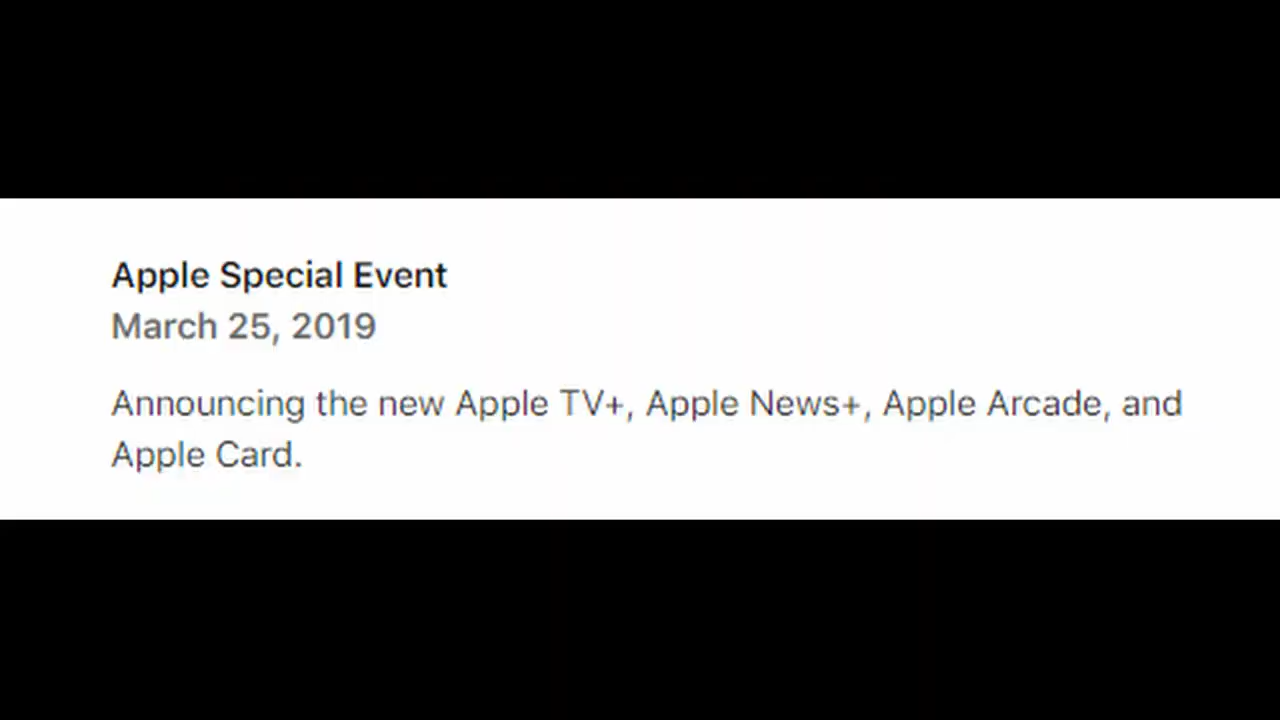 Apple Special Event
March 25, 2019
Announcing the new Apple TV+, Apple News+, Apple Arcade, and
Apple Card.